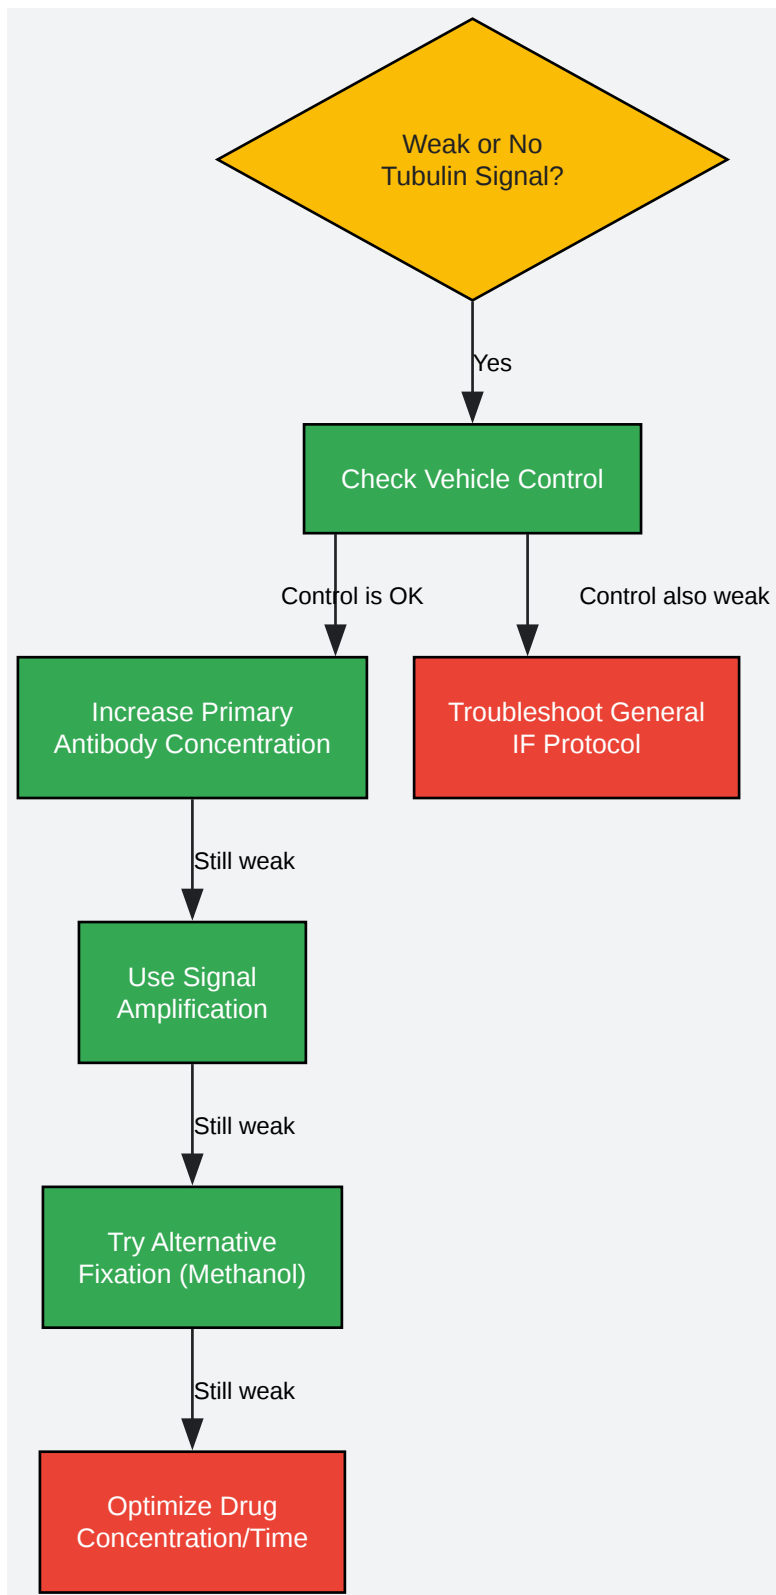 Weak or No
Tubulin Signal?
Yes
Check Vehicle Control
Control is OK
Control also weak
Increase Primary
Antibody Concentration
Troubleshoot General
IF Protocol
Still weak
Use Signal
Amplification
Still weak
Try Alternative
Fixation (Methanol)
Still weak
Optimize Drug
Concentration/Time